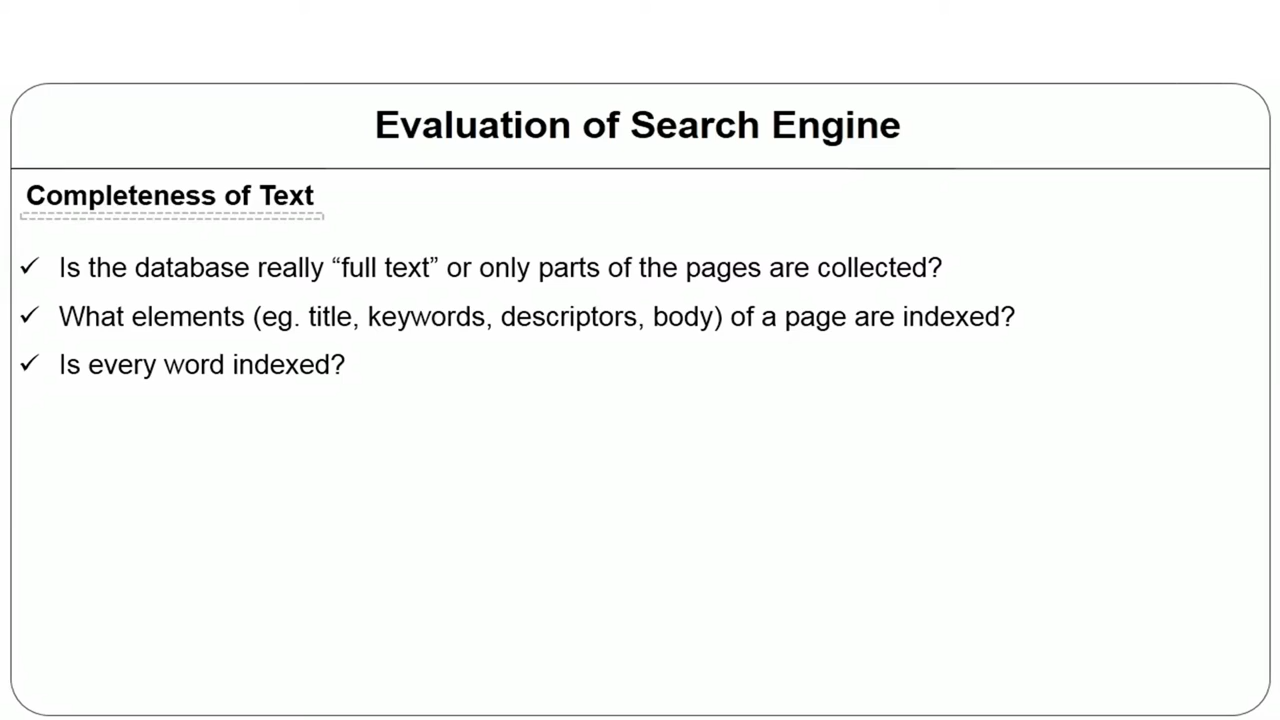 Evaluation of Search Engine
Completeness of Text
✓ Is the database really “full text” or only parts of the pages are collected?
✓ What elements (eg. title, keywords, descriptors, body) of a page are indexed?
✓ Is every word indexed?